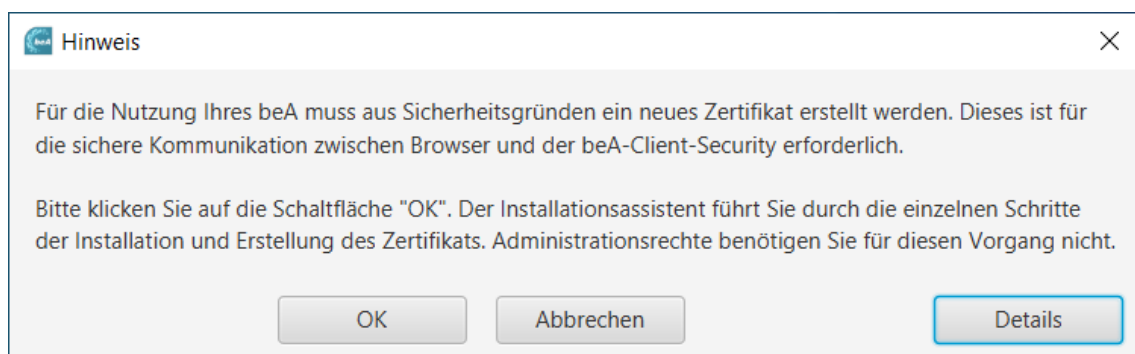 beA Hinweis
Für die Nutzung Ihres beA muss aus Sicherheitsgründen ein neues Zertifikat erstellt werden. Dieses ist für
die sichere Kommunikation zwischen Browser und der beA-Client-Security erforderlich.
Bitte klicken Sie auf die Schaltfläche "OK". Der Installationsassistent führt Sie durch die einzelnen Schritte
der Installation und Erstellung des Zertifikats. Administrationsrechte benötigen Sie für diesen Vorgang nicht.
OK Abbrechen Details